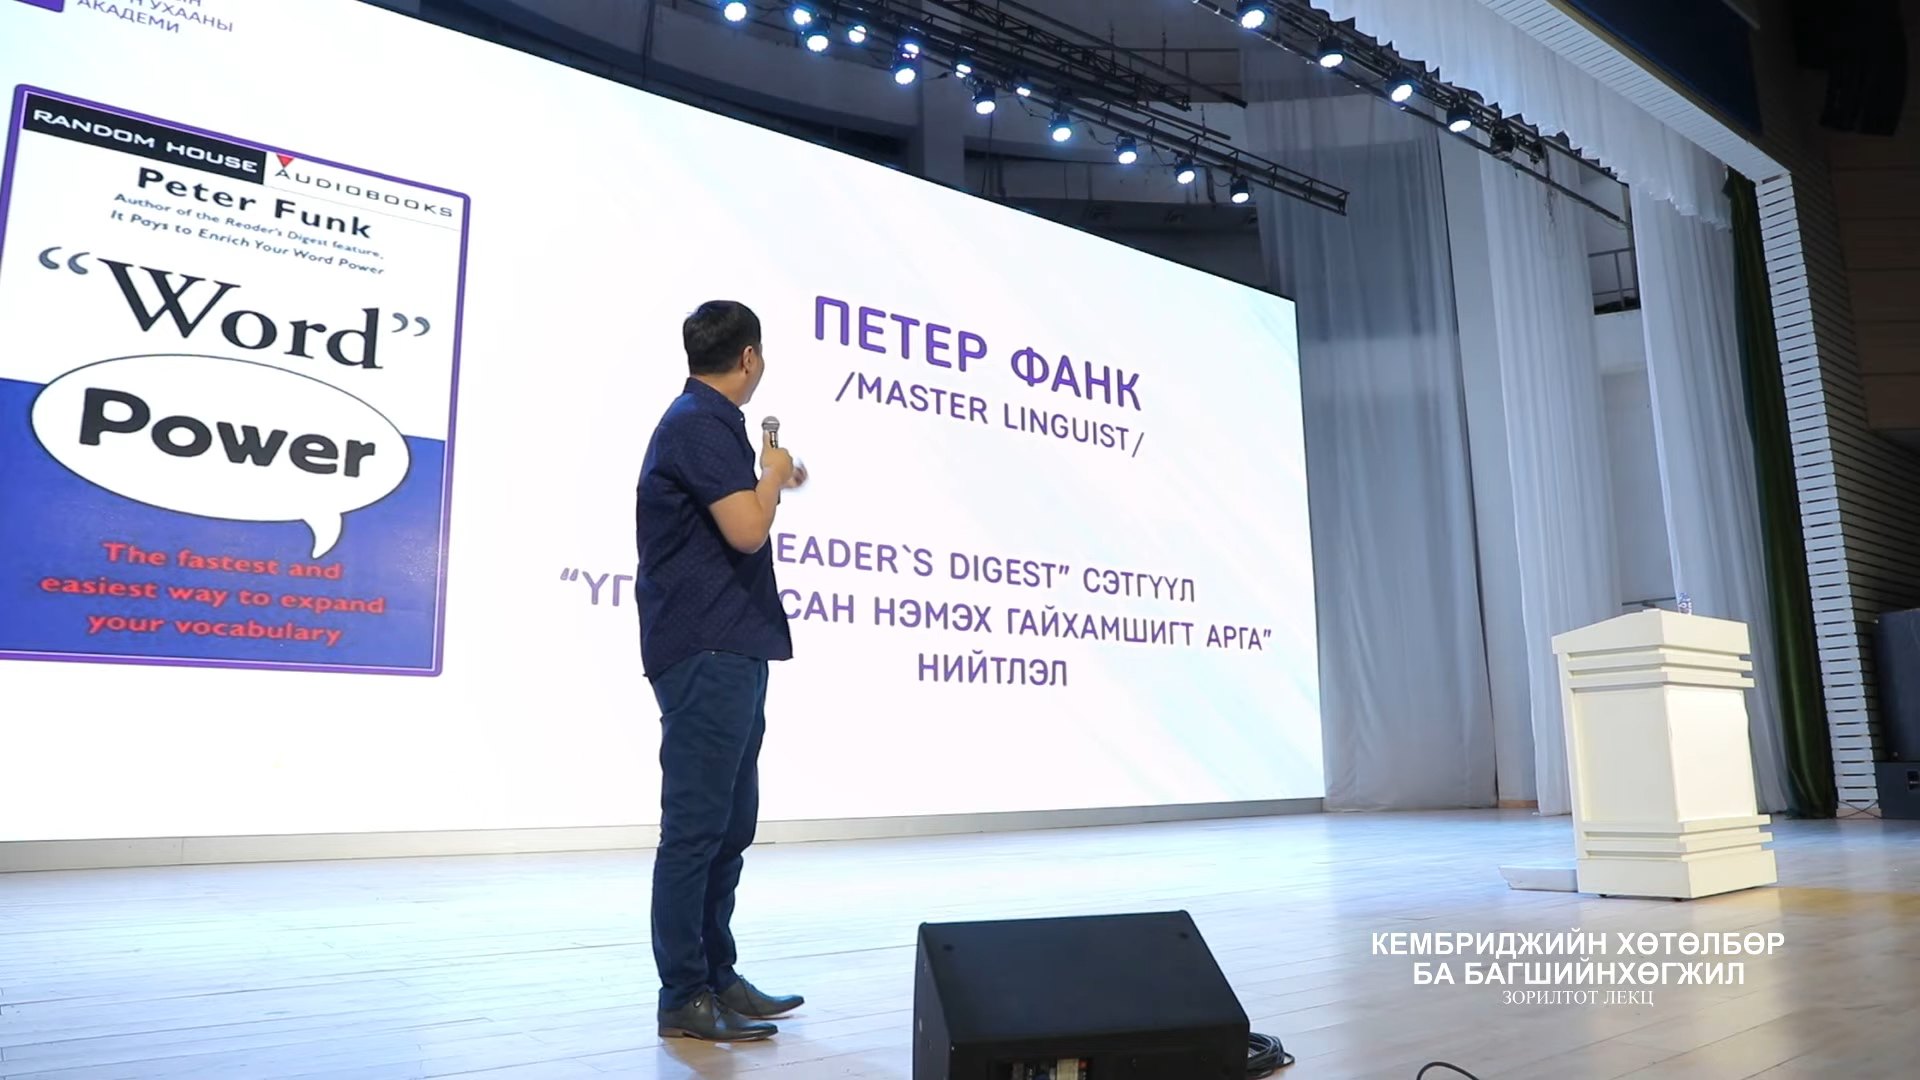 УХААНЫ
АКАДЕМИ
RANDOM HOUSE AUDIOBOOKS
Peter Funk
Author of the Reader's Digest feature,
It Pays to Enrich Your Word Power
“Word”
Power
The fastest and
easiest way to expand
your vocabulary
ПЕТЕР ФАНК
/MASTER LINGUIST/
EADER`S DIGEST” СЭТГҮҮЛ
НЭМЭХ ГАЙХАМШИГТ АРГА”
НИЙТЛЭЛ
КЕМБРИДЖИЙН ХӨТӨЛБӨР
БА БАГШИЙНХӨГЖИЛ
ЗОРИЛТОТ ЛЕКЦ